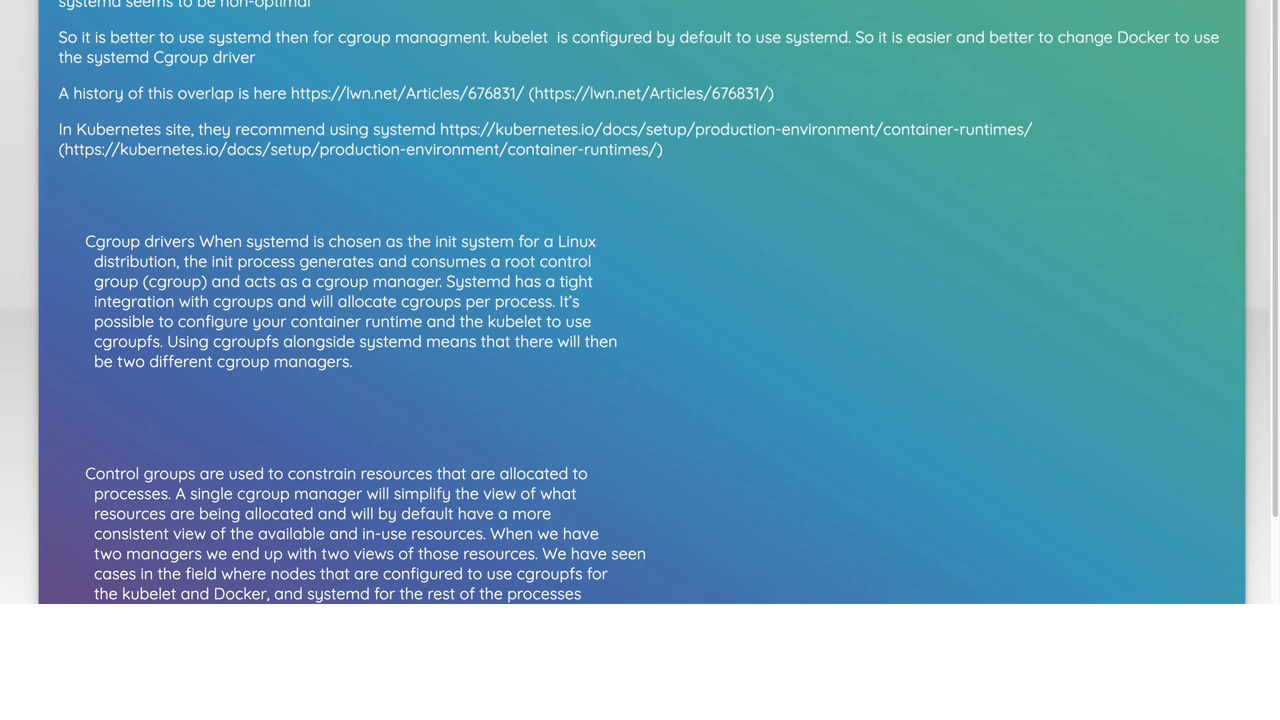 systemd seems to be non-optimal
So it is better to use systemd then for cgroup managment. kubelet  is configured by default to use systemd. So it is easier and better to change Docker to use
the systemd Cgroup driver
A history of this overlap is here https://lwn.net/Articles/676831/ (https://lwn.net/Articles/676831/)
In Kubernetes site, they recommend using systemd https://kubernetes.io/docs/setup/production-environment/container-runtimes/
(https://kubernetes.io/docs/setup/production-environment/container-runtimes/)
Cgroup drivers When systemd is chosen as the init system for a Linux
distribution, the init process generates and consumes a root control
group (cgroup) and acts as a cgroup manager. Systemd has a tight
integration with cgroups and will allocate cgroups per process. It's
possible to configure your container runtime and the kubelet to use
cgroupfs. Using cgroupfs alongside systemd means that there will then
be two different cgroup managers.
Control groups are used to constrain resources that are allocated to
processes. A single cgroup manager will simplify the view of what
resources are being allocated and will by default have a more
consistent view of the available and in-use resources. When we have
two managers we end up with two views of those resources. We have seen
cases in the field where nodes that are configured to use cgroupfs for
the kubelet and Docker, and systemd for the rest of the processes